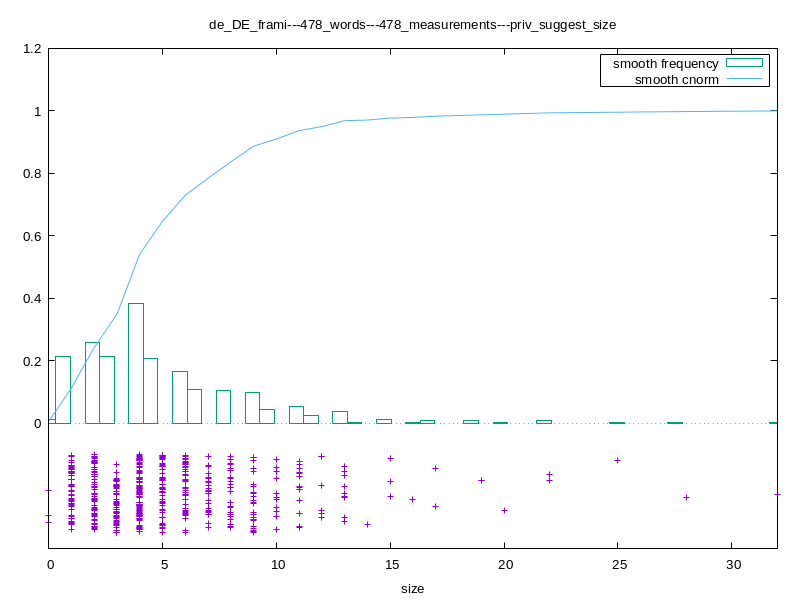 de_DE_frami---478_words---478_measurements---priv_suggest_size
smooth frequency
smooth cnorm
1.2
1
0.8
0.6
0.4
0.2
0
0 5 10 15 20 25 30
size